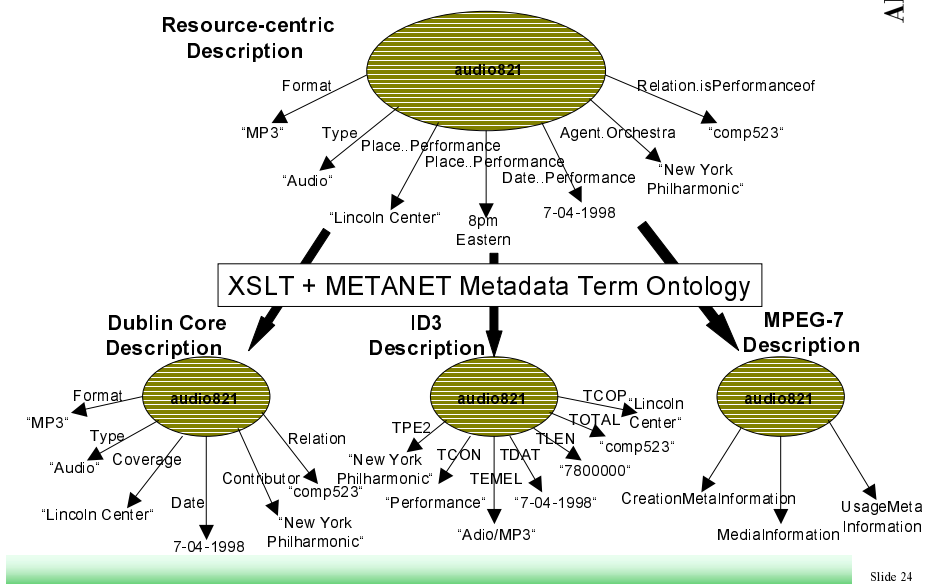 Resource-centric
Description
audio821
Format
Relation.isPerformanceof
"MP3"
Type
Place..Performance
Place..Performance
Date..Performance
Agent.Orchestra
"comp523"
"Audio"
"New York
Philharmonic"
"Lincoln Center"
8pm
Eastern
7-04-1998
XSLT + METANET Metadata Term Ontology
Dublin Core
Description
ID3
Description
MPEG-7
Description
audio821
Format
"MP3"
Type
"Audio"
Coverage
"Lincoln Center"
Date
7-04-1998
Contributor
"New York
Philharmonic"
Relation
"comp523"
audio821
TPE2
"New York
Philharmonic"
TCON
"Performance"
TEMEL
"Adio/MP3"
TDAT
"7-04-1998"
TLEN
"7800000"
TOTAL
"comp523"
TCOP
"Lincoln
Center"
audio821
CreationMetaInformation
MediaInformation
UsageMeta
Information
Slide 24